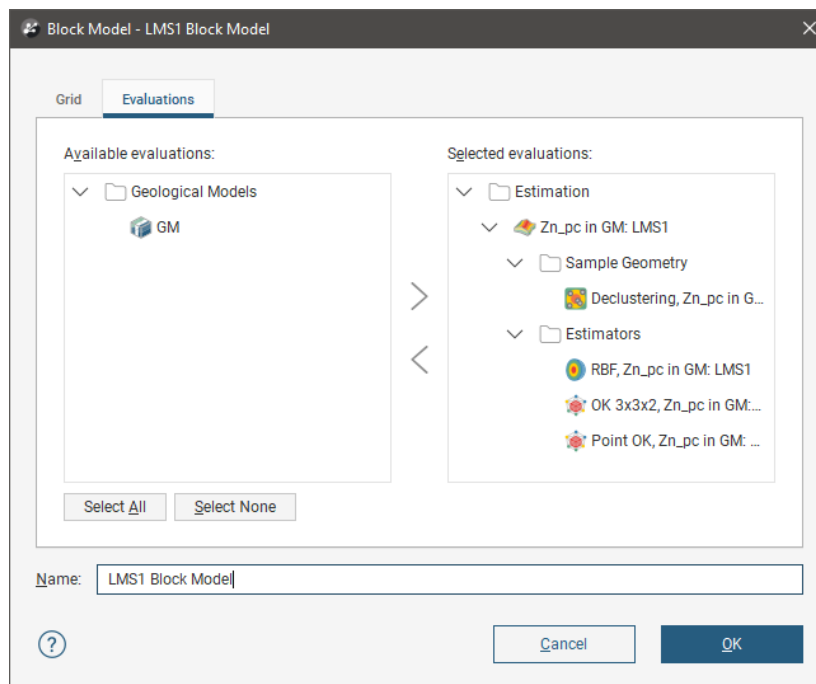 Block Model - LMS1 Block Model
Grid
Evaluations
Available evaluations:
Geological Models
GM
Selected evaluations:
Estimation
Zn_pc in GM: LMS1
Sample Geometry
Declustering, Zn_pc in G...
Estimators
RBF, Zn_pc in GM: LMS1
OK 3x3x2, Zn_pc in GM:...
Point OK, Zn_pc in GM: ...
Select All
Select None
Name:
LMS1 Block Model
?
Cancel
OK